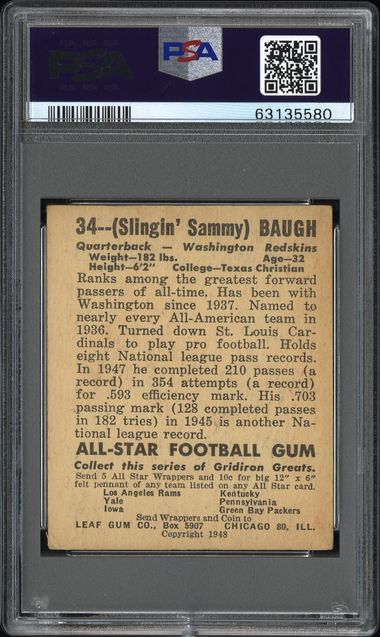 PSA PSA
63135580
34--(Slingin' Sammy) BAUGH
Quarterback — Washington Redskins
Weight—182 lbs. Age—32
Height—6'2" College—Texas Christian
Ranks among the greatest forward
passers of all-time. Has been with
Washington since 1937. Named to
nearly every All-American team in
1936. Turned down St. Louis Car-
dinals to play pro football. Holds
eight National league pass records.
In 1947 he completed 210 passes (a
record) in 354 attempts (a record)
for .593 efficiency mark. His .703
passing mark (128 completed passes
in 182 tries) in 1945 is another Na-
tional league record.
ALL-STAR FOOTBALL GUM
Collect this series of Gridiron Greats.
Send 5 All Star Wrappers and 10c for big 12" x 6"
felt pennant of any team listed on any All Star card.
Los Angeles Rams Kentucky
Yale Pennsylvania
Iowa Green Bay Packers
Send Wrappers and Coin to
LEAF GUM CO., Box 5907 CHICAGO 80, ILL.
Copyright 1948